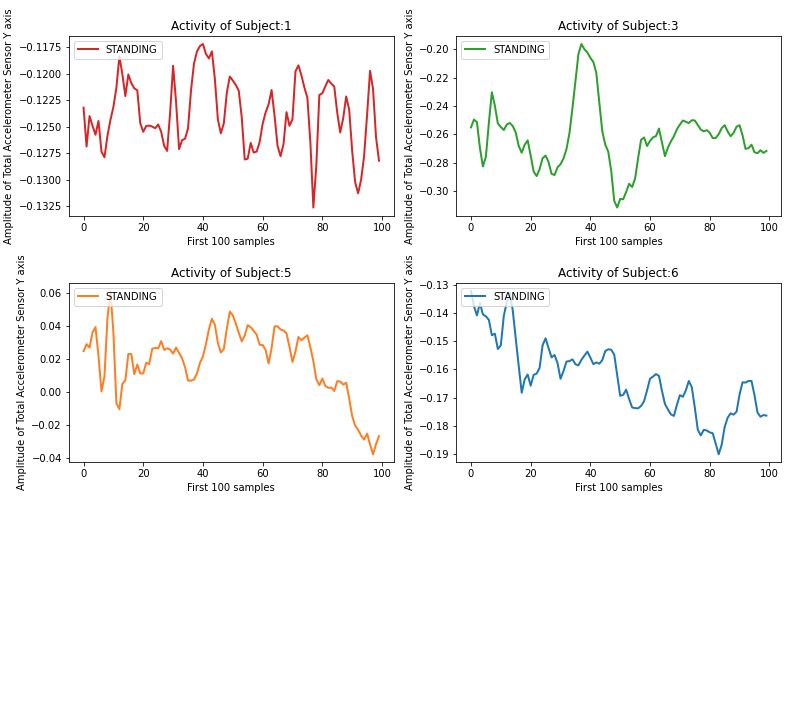 Activity of Subject:1
Amplitude of Total Accelerometer Sensor Y axis
STANDING
−0.1175
−0.1200
−0.1225
−0.1250
−0.1275
−0.1300
−0.1325
0 20 40 60 80 100
First 100 samples
Activity of Subject:3
Amplitude of Total Accelerometer Sensor Y axis
STANDING
−0.20
−0.22
−0.24
−0.26
−0.28
−0.30
0 20 40 60 80 100
First 100 samples
Activity of Subject:5
Amplitude of Total Accelerometer Sensor Y axis
STANDING
0.06
0.04
0.02
0.00
−0.02
−0.04
0 20 40 60 80 100
First 100 samples
Activity of Subject:6
Amplitude of Total Accelerometer Sensor Y axis
STANDING
−0.13
−0.14
−0.15
−0.16
−0.17
−0.18
−0.19
0 20 40 60 80 100
First 100 samples